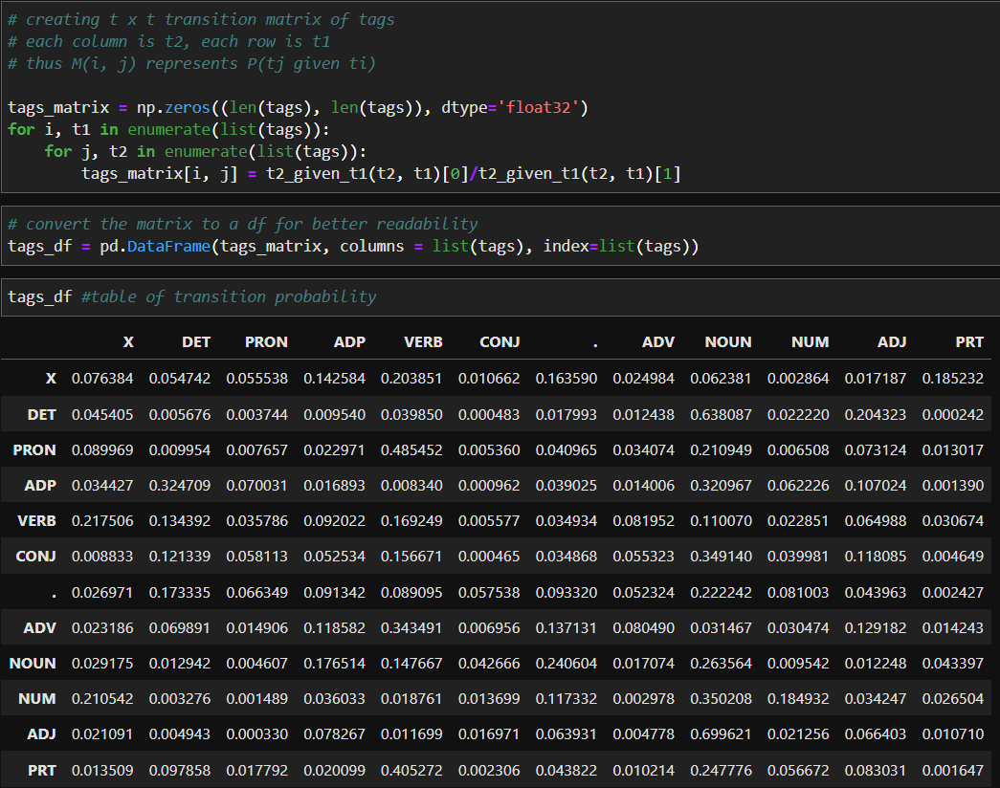 # creating t x t transition matrix of tags
# each column is t2, each row is t1
# thus M(i, j) represents P(tj given ti)
tags_matrix = np.zeros((len(tags), len(tags)), dtype='float32')
for i, t1 in enumerate(list(tags)):
    for j, t2 in enumerate(list(tags)):
        tags_matrix[i, j] = t2_given_t1(t2, t1)[0]/t2_given_t1(t2, t1)[1]
# convert the matrix to a df for better readability
tags_df = pd.DataFrame(tags_matrix, columns = list(tags), index=list(tags))
tags_df #table of transition probability
X DET PRON ADP VERB CONJ . ADV NOUN NUM ADJ PRT
X 0.076384 0.054742 0.055538 0.142584 0.203851 0.010662 0.163590 0.024984 0.062381 0.002864 0.017187 0.185232
DET 0.045405 0.005676 0.003744 0.009540 0.039850 0.000483 0.017993 0.012438 0.638087 0.022220 0.204323 0.000242
PRON 0.089969 0.009954 0.007657 0.022971 0.485452 0.005360 0.040965 0.034074 0.210949 0.006508 0.073124 0.013017
ADP 0.034427 0.324709 0.070031 0.016893 0.008340 0.000962 0.039025 0.014006 0.320967 0.062226 0.107024 0.001390
VERB 0.217506 0.134392 0.035786 0.092022 0.169249 0.005577 0.034934 0.081952 0.110070 0.022851 0.064988 0.030674
CONJ 0.008833 0.121339 0.058113 0.052534 0.156671 0.000465 0.034868 0.055323 0.349140 0.039981 0.118085 0.004649
. 0.026971 0.173335 0.066349 0.091342 0.089095 0.057538 0.093320 0.052324 0.222242 0.081003 0.043963 0.002427
ADV 0.023186 0.069891 0.014906 0.118582 0.343491 0.006956 0.137131 0.080490 0.031467 0.030474 0.129182 0.014243
NOUN 0.029175 0.012942 0.004607 0.176514 0.147667 0.042666 0.240604 0.017074 0.263564 0.009542 0.012248 0.043397
NUM 0.210542 0.003276 0.001489 0.036033 0.018761 0.013699 0.117332 0.002978 0.350208 0.184932 0.034247 0.026504
ADJ 0.021091 0.004943 0.000330 0.078267 0.011699 0.016971 0.063931 0.004778 0.699621 0.021256 0.066403 0.010710
PRT 0.013509 0.097858 0.017792 0.020099 0.405272 0.002306 0.043822 0.010214 0.247776 0.056672 0.083031 0.001647